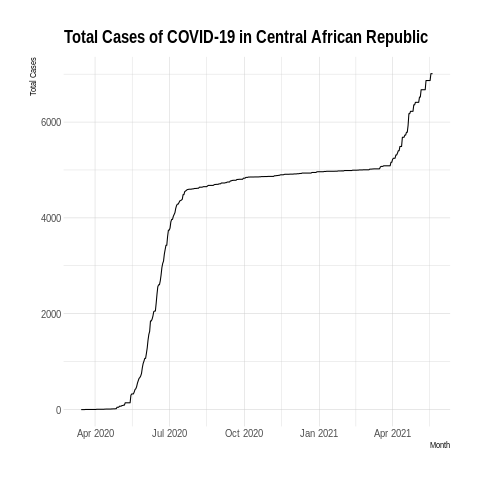 Total Cases of COVID-19 in Central African Republic
Total Cases
6000
4000
2000
0
Apr 2020 Jul 2020 Oct 2020 Jan 2021 Apr 2021
Month